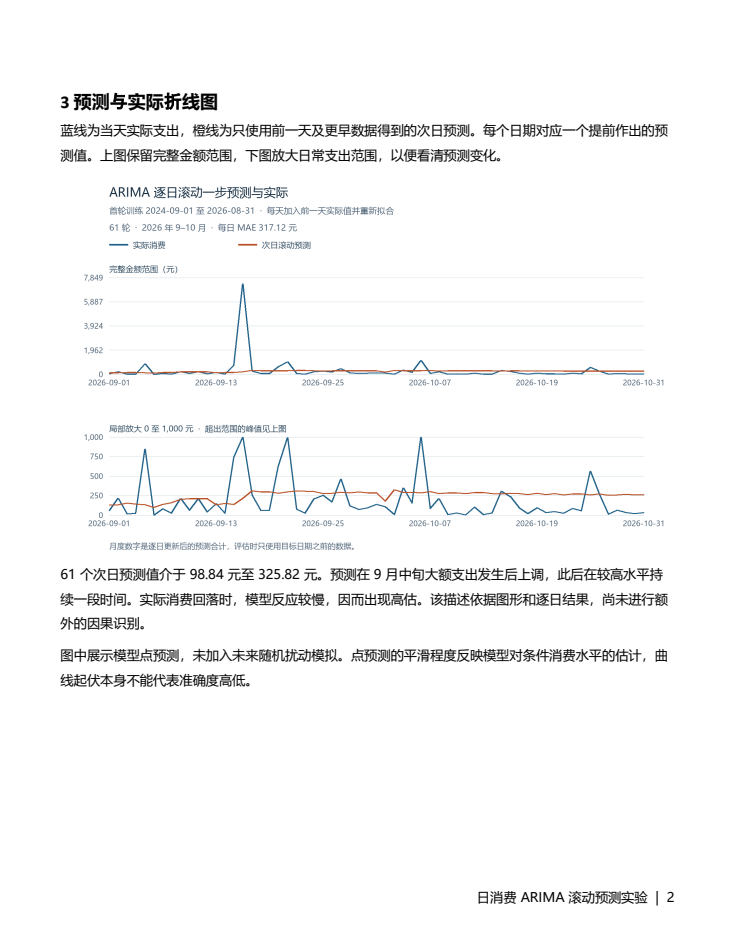 3 预测与实际折线图
蓝线为当天实际支出，橙线为只使用前一天及更早数据得到的次日预测。每个日期对应一个提前作出的预
测值。上图保留完整金额范围，下图放大日常支出范围，以便看清预测变化。
ARIMA 逐日滚动一步预测与实际
首轮训练 2024-09-01 至 2026-08-31 · 每天加入前一天实际值并重新拟合
61 轮 · 2026 年 9–10 月 · 每日 MAE 317.12 元
实际消费 次日滚动预测
完整金额范围（元）
7,849
5,887
3,924
1,962
0
2026-09-01 2026-09-13 2026-09-25 2026-10-07 2026-10-19 2026-10-31
局部放大 0 至 1,000 元 · 超出范围的峰值见上图
1,000
750
500
250
0
2026-09-01 2026-09-13 2026-09-25 2026-10-07 2026-10-19 2026-10-31
月度数字是逐日更新后的预测合计，评估时只使用目标日期之前的数据。
61 个次日预测值介于 98.84 元至 325.82 元。预测在 9 月中旬大额支出发生后上调，此后在较高水平持
续一段时间。实际消费回落时，模型反应较慢，因而出现高估。该描述依据图形和逐日结果，尚未进行额
外的因果识别。
图中展示模型点预测，未加入未来随机扰动模拟。点预测的平滑程度反映模型对条件消费水平的估计，曲
线起伏本身不能代表准确度高低。
日消费 ARIMA 滚动预测实验 | 2